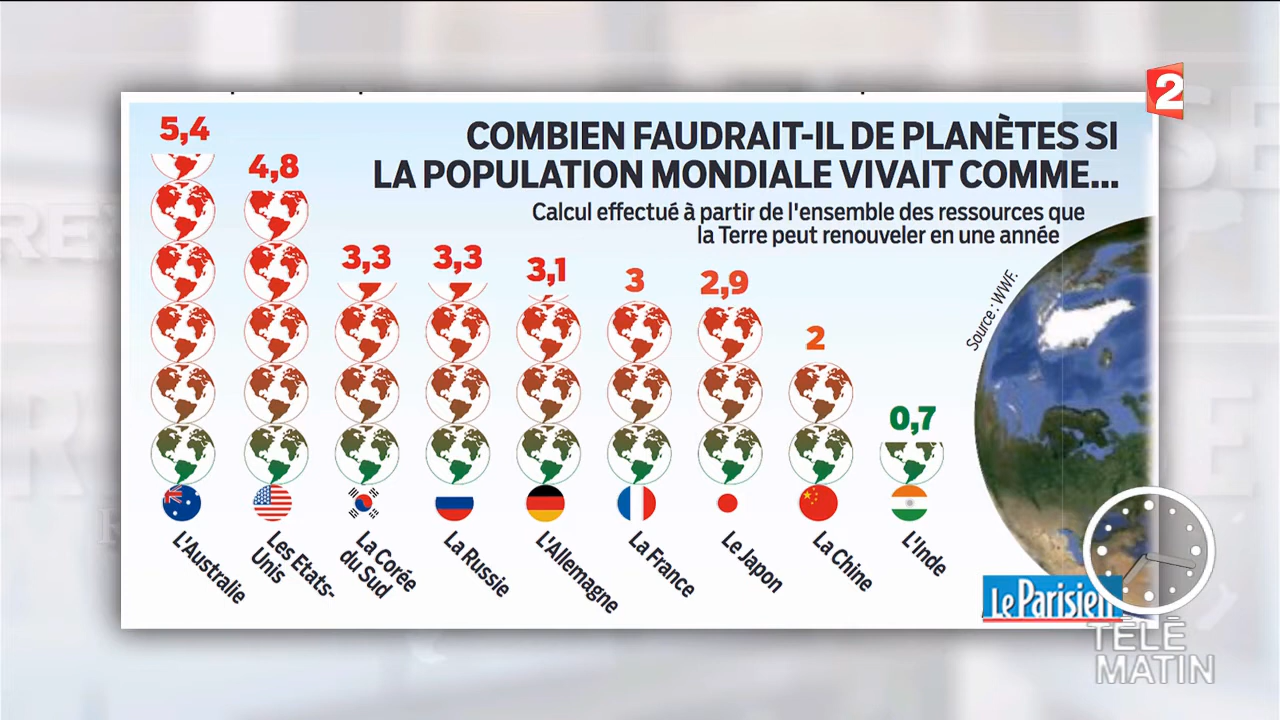 2
COMBIEN FAUDRAIT-IL DE PLANÈTES SI
LA POPULATION MONDIALE VIVAIT COMME...
Calcul effectué à partir de l'ensemble des ressources que
la Terre peut renouveler en une année
Source : WWF.
5,4
4,8
3,3
3,3
3,1
3
2,9
2
0,7
L'Australie
Les Etats-
Unis
La Corée
du Sud
La Russie
L'Allemagne
La France
Le Japon
La Chine
L'Inde
Le Parisien
TÉLÉ
MATIN